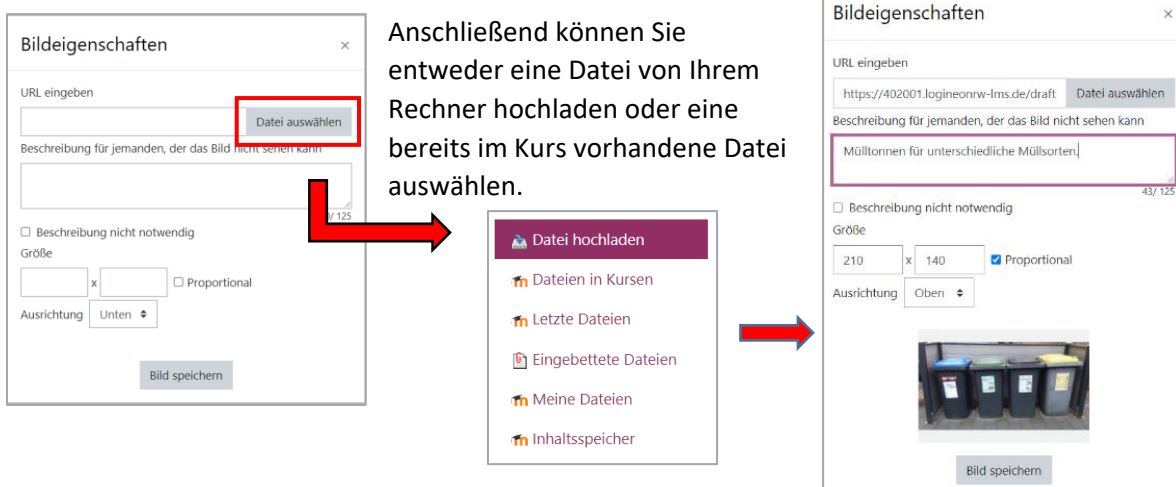 Bildeigenschaften ×
URL eingeben
Datei auswählen
Beschreibung für jemanden, der das Bild nicht sehen kann
/ 125
Beschreibung nicht notwendig
Größe
x Proportional
Ausrichtung Unten
Bild speichern
Anschließend können Sie
entweder eine Datei von Ihrem
Rechner hochladen oder eine
bereits im Kurs vorhandene Datei
auswählen.
Datei hochladen
Dateien in Kursen
Letzte Dateien
Eingebettete Dateien
Meine Dateien
Inhaltsspeicher
Bildeigenschaften ×
URL eingeben
https://402001.logineonrw-lms.de/draft Datei auswählen
Beschreibung für jemanden, der das Bild nicht sehen kann
Mülltonnen für unterschiedliche Müllsorten.
43/ 125
Beschreibung nicht notwendig
Größe
210 x 140 Proportional
Ausrichtung Oben
Bild speichern